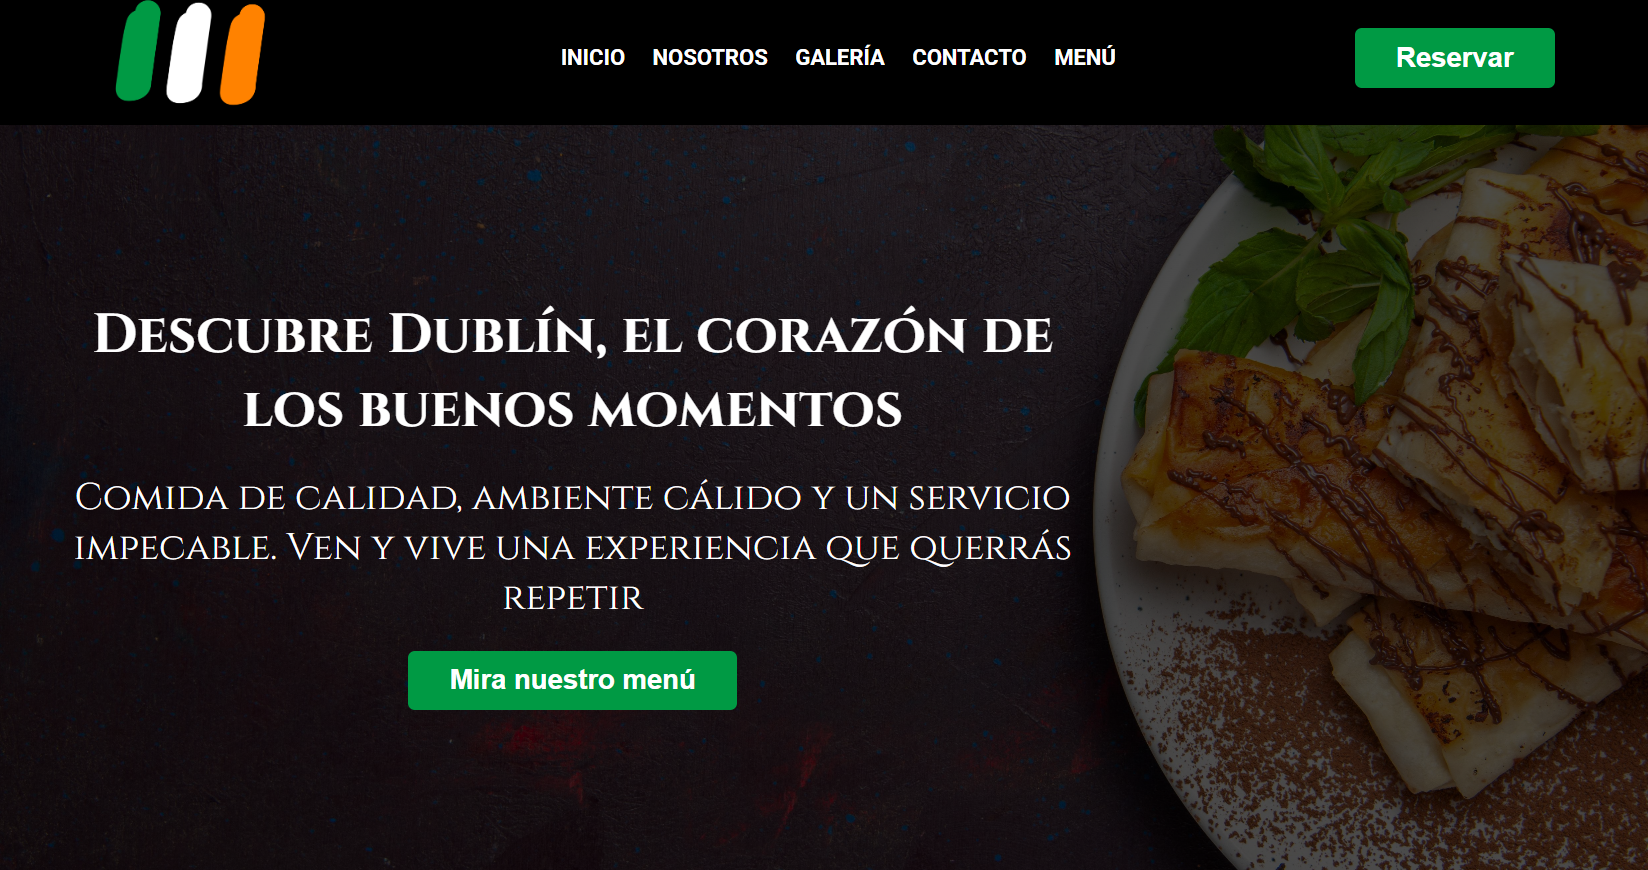 INICIO NOSOTROS GALERÍA CONTACTO MENÚ Reservar
Descubre Dublín, el corazón de
los buenos momentos
Comida de calidad, ambiente cálido y un servicio
impecable. Ven y vive una experiencia que querrás
repetir
Mira nuestro menú